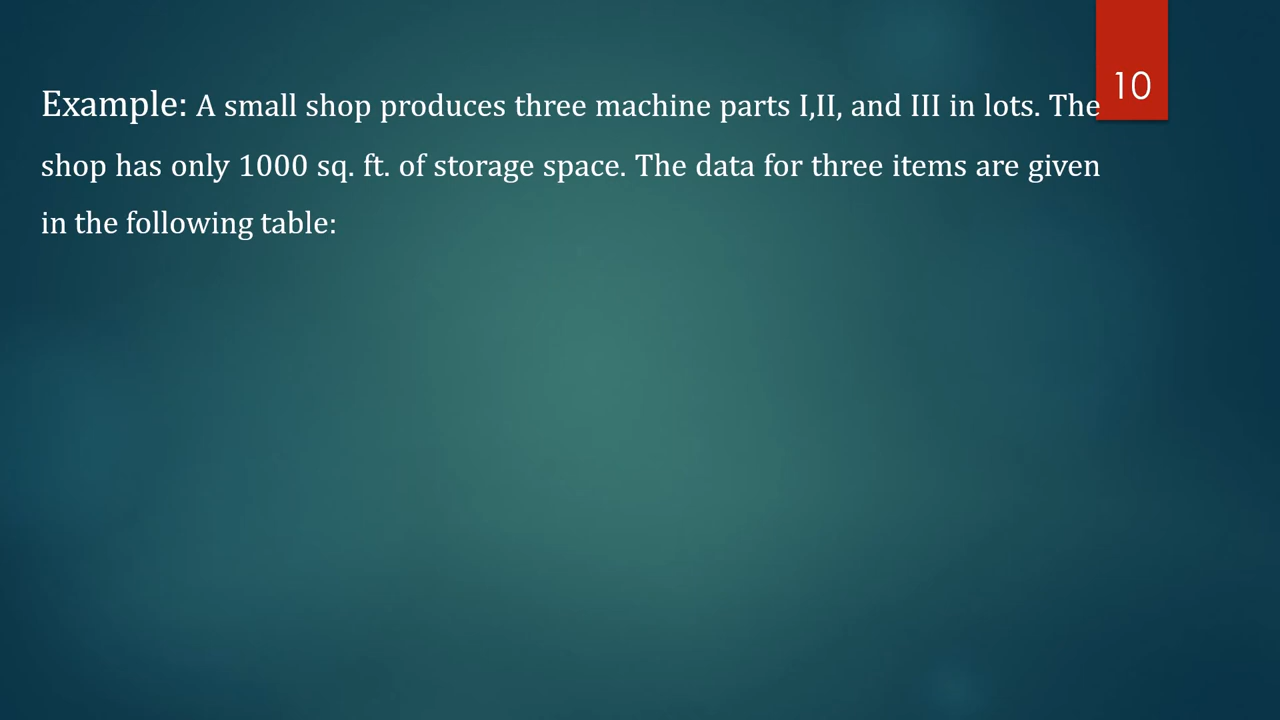 10
Example: A small shop produces three machine parts I,II, and III in lots. The
shop has only 1000 sq. ft. of storage space. The data for three items are given
in the following table: